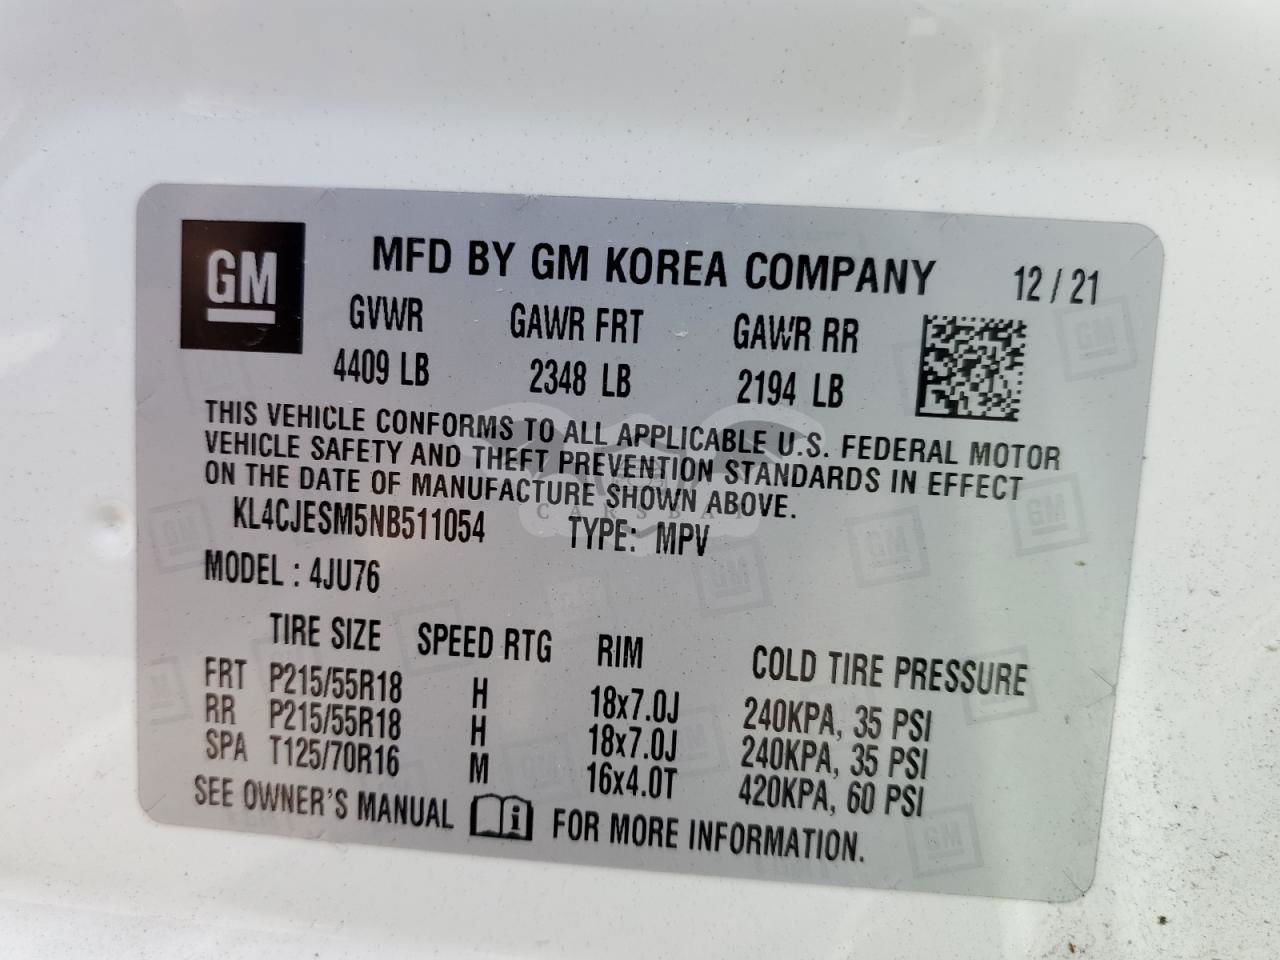 GM MFD BY GM KOREA COMPANY 12/21
GVWR GAWR FRT GAWR RR
4409 LB 2348 LB 2194 LB
THIS VEHICLE CONFORMS TO ALL APPLICABLE U.S. FEDERAL MOTOR
VEHICLE SAFETY AND THEFT PREVENTION STANDARDS IN EFFECT
ON THE DATE OF MANUFACTURE SHOWN ABOVE.
KL4CJESM5NB511054 TYPE: MPV
MODEL : 4JU76
TIRE SIZE SPEED RTG RIM COLD TIRE PRESSURE
FRT P215/55R18 H 18x7.0J 240KPA, 35 PSI
RR P215/55R18 H 18x7.0J 240KPA, 35 PSI
SPA T125/70R16 M 16x4.0T 420KPA, 60 PSI
SEE OWNER'S MANUAL i FOR MORE INFORMATION.